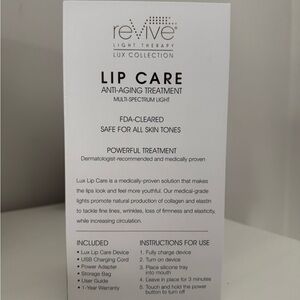 reVive®
LIGHT THERAPY
LUX COLLECTION
LIP CARE
ANTI-AGING TREATMENT
MULTI-SPECTRUM LIGHT
FDA-CLEARED
SAFE FOR ALL SKIN TONES
POWERFUL TREATMENT
Dermatologist-recommended and medically proven
Lux Lip Care is a medically-proven solution that makes
the lips look and feel more youthful. Our medical-grade
lights promote natural production of collagen and elastin
to tackle fine lines, wrinkles, loss of firmness and elasticity,
while increasing circulation.
INCLUDED
• Lux Lip Care Device
• USB Charging Cord
• Power Adapter
• Storage Bag
• User Guide
• 1-Year Warranty
INSTRUCTIONS FOR USE
1. Fully charge device
2. Turn on device
3. Place silicone tray
into mouth
4. Leave in place for 3 minutes
5. Touch and hold the power
button to turn off